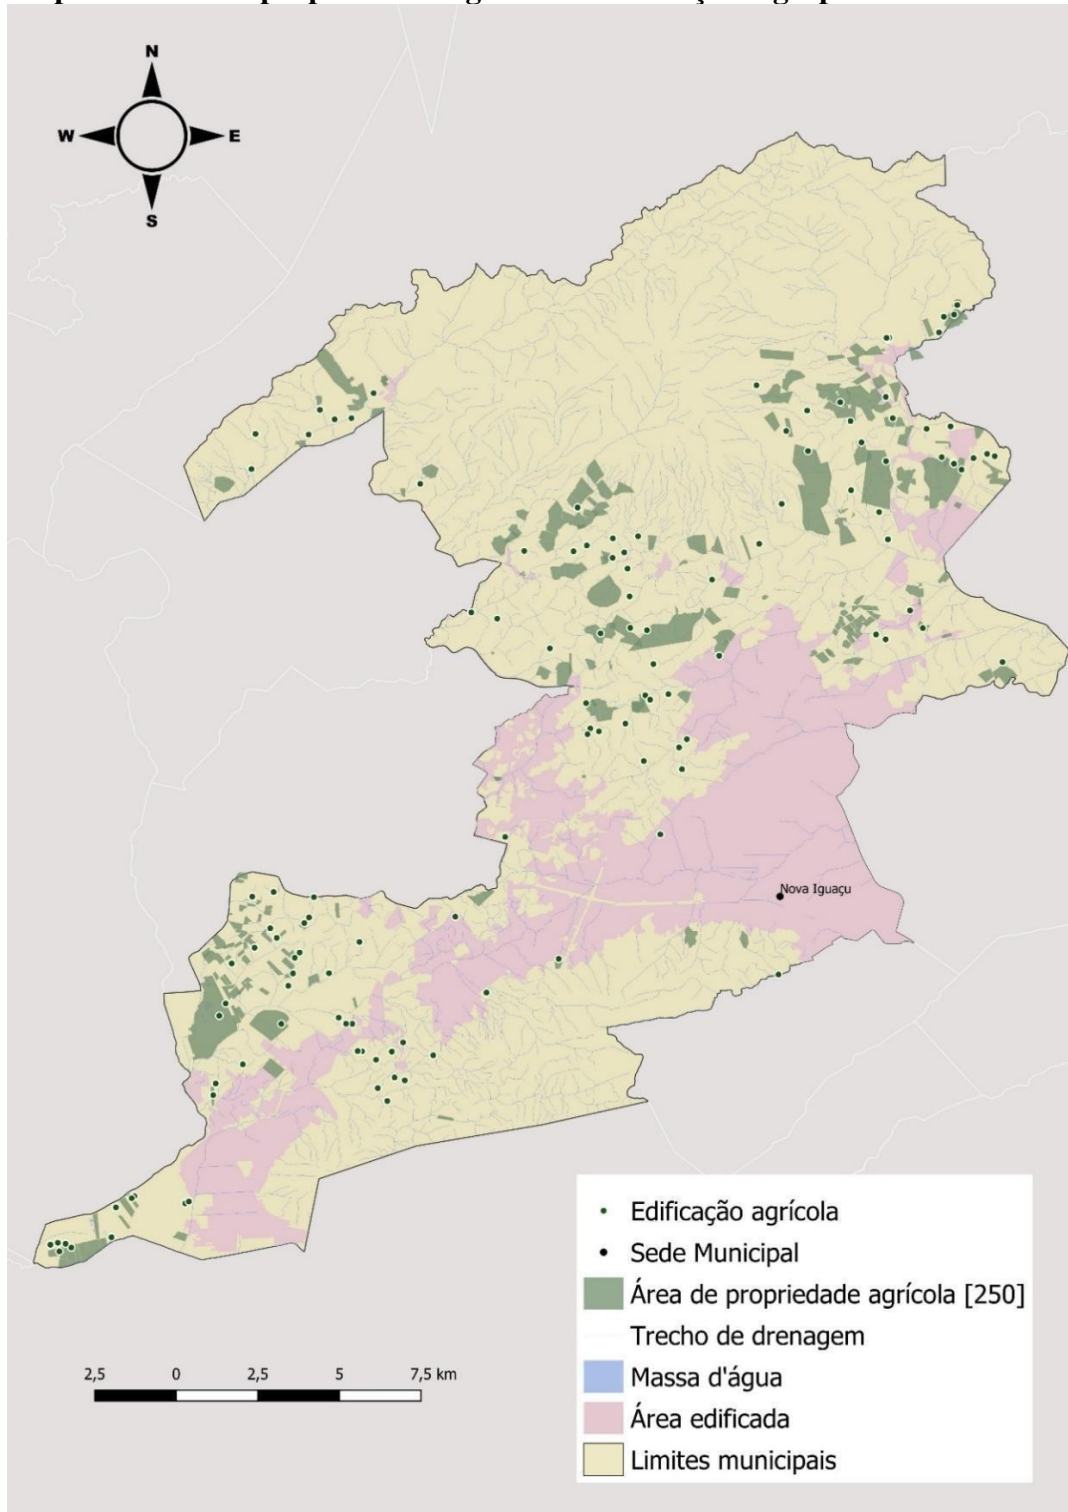 N
W E
S
Nova Iguaçu
Edificação agrícola
Sede Municipal
Área de propriedade agrícola [250]
Trecho de drenagem
Massa d'água
Área edificada
Limites municipais
2,5 0 2,5 5 7,5 km